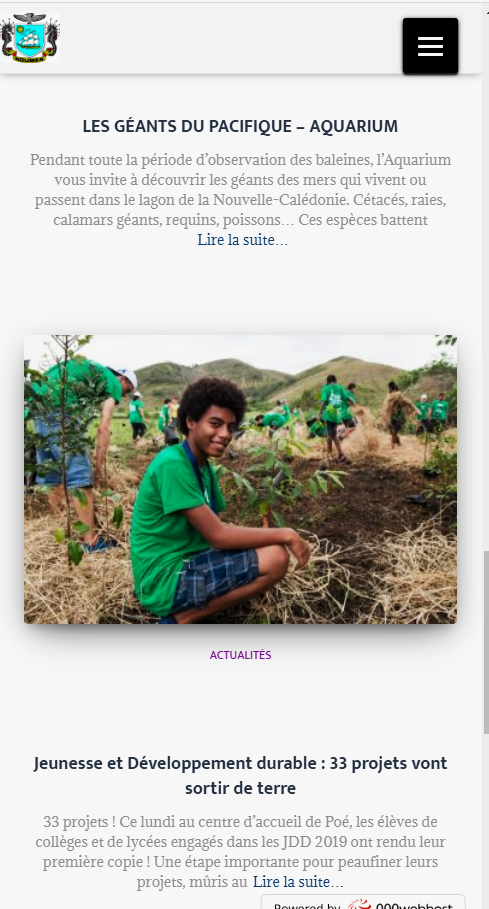 NOUMEA
LES GÉANTS DU PACIFIQUE – AQUARIUM
Pendant toute la période d’observation des baleines, l’Aquarium
vous invite à découvrir les géants des mers qui vivent ou
passent dans le lagon de la Nouvelle-Calédonie. Cétacés, raies,
calamars géants, requins, poissons… Ces espèces battent
Lire la suite…
ACTUALITÉS
Jeunesse et Développement durable : 33 projets vont
sortir de terre
33 projets ! Ce lundi au centre d’accueil de Poé, les élèves de
collèges et de lycées engagés dans les JDD 2019 ont rendu leur
première copie ! Une étape importante pour peaufiner leurs
projets, mûris au Lire la suite…
Powered by 000webhost